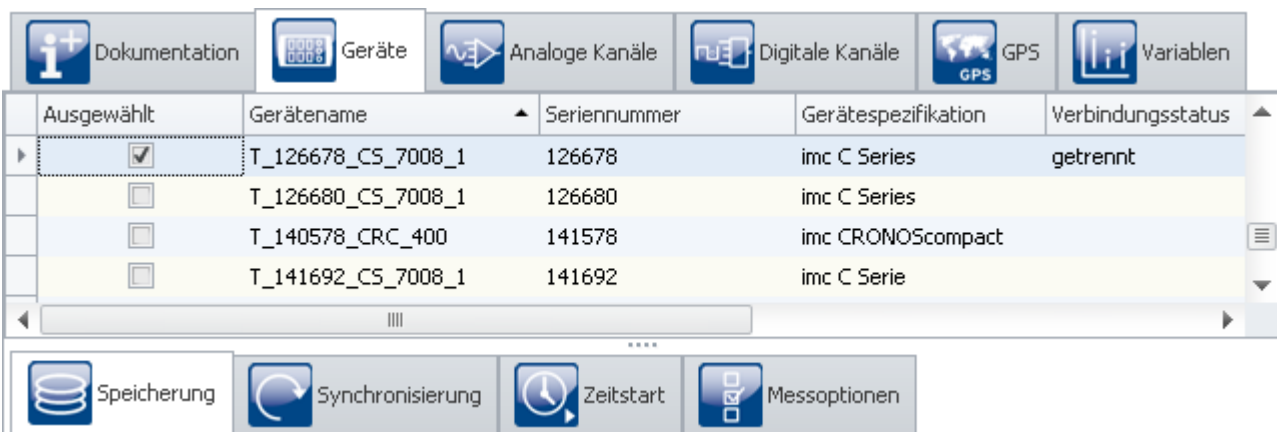 Dokumentation Geräte Analoge Kanäle Digitale Kanäle GPS GPS Variablen
Ausgewählt Gerätename Seriennummer Gerätespezifikation Verbindungsstatus
T_126678_CS_7008_1 126678 imc C Series getrennt
T_126680_CS_7008_1 126680 imc C Series
T_140578_CRC_400 141578 imc CRONOScompact
T_141692_CS_7008_1 141692 imc C Serie
Speicherung Synchronisierung Zeitstart Messoptionen